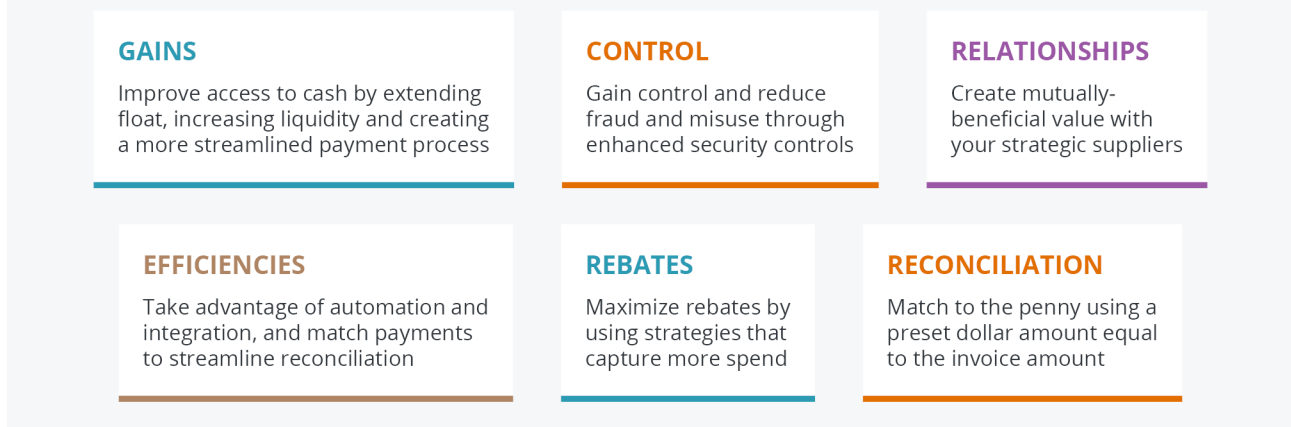 GAINS
Improve access to cash by extending
float, increasing liquidity and creating
a more streamlined payment process
CONTROL
Gain control and reduce
fraud and misuse through
enhanced security controls
RELATIONSHIPS
Create mutually-
beneficial value with
your strategic suppliers
EFFICIENCIES
Take advantage of automation and
integration, and match payments
to streamline reconciliation
REBATES
Maximize rebates by
using strategies that
capture more spend
RECONCILIATION
Match to the penny using a
preset dollar amount equal
to the invoice amount